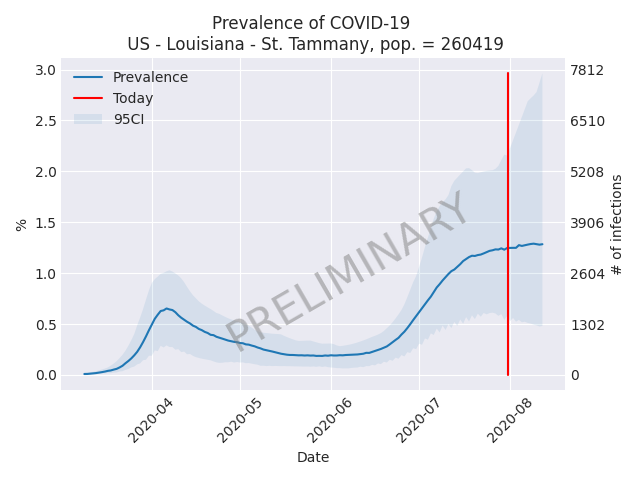 Prevalence of COVID-19
US - Louisiana - St. Tammany, pop. = 260419
Prevalence
Today
95CI
3.0
2.5
2.0
1.5
1.0
0.5
0.0
%
7812
6510
5208
3906
2604
1302
0
# of infections
PRELIMINARY
2020-04
2020-05
2020-06
2020-07
2020-08
Date